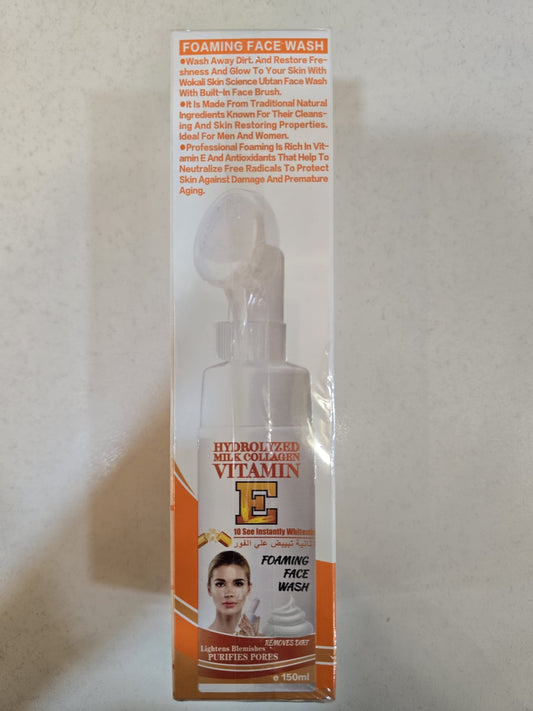 FOAMING FACE WASH
●Wash Away Dirt. And Restore Fre-
shness And Glow To Your Skin With
Wokali Skin Science Ubtan Face Wash
With Built-In Face Brush.
●It Is Made From Traditional Natural
Ingredients Known For Their Cleans-
ing And Skin Restoring Properties.
Ideal For Men And Women.
●Professional Foaming Is Rich In Vit-
amin E And Antioxidants That Help To
Neutralize Free Radicals To Protect
Skin Against Damage And Premature
Aging.
HYDROLYZED
MILK COLLAGEN
VITAMIN
E
10 See Instantly
ثانية تبييض على الفور
FOAMING
FACE
WASH
REMOVES DIRT
Lightens Blemishes
PURIFIES PORES
e 150ml